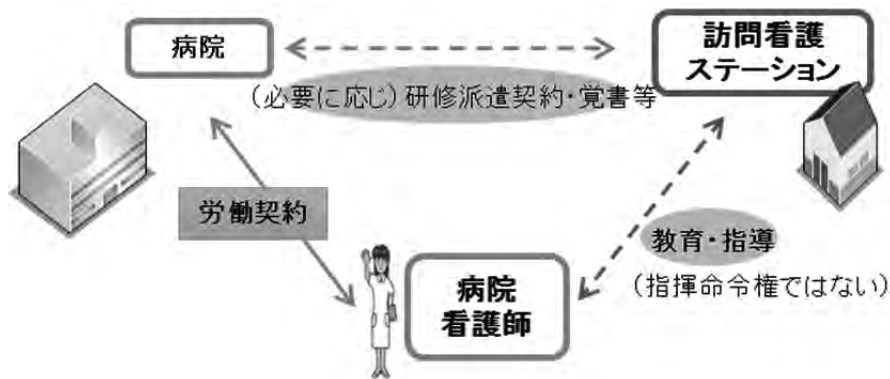 病院
訪問看護
ステーション
(必要に応じ)研修派遣契約・覚書等
労働契約
教育・指導
(指揮命令権ではない)
病院
看護師